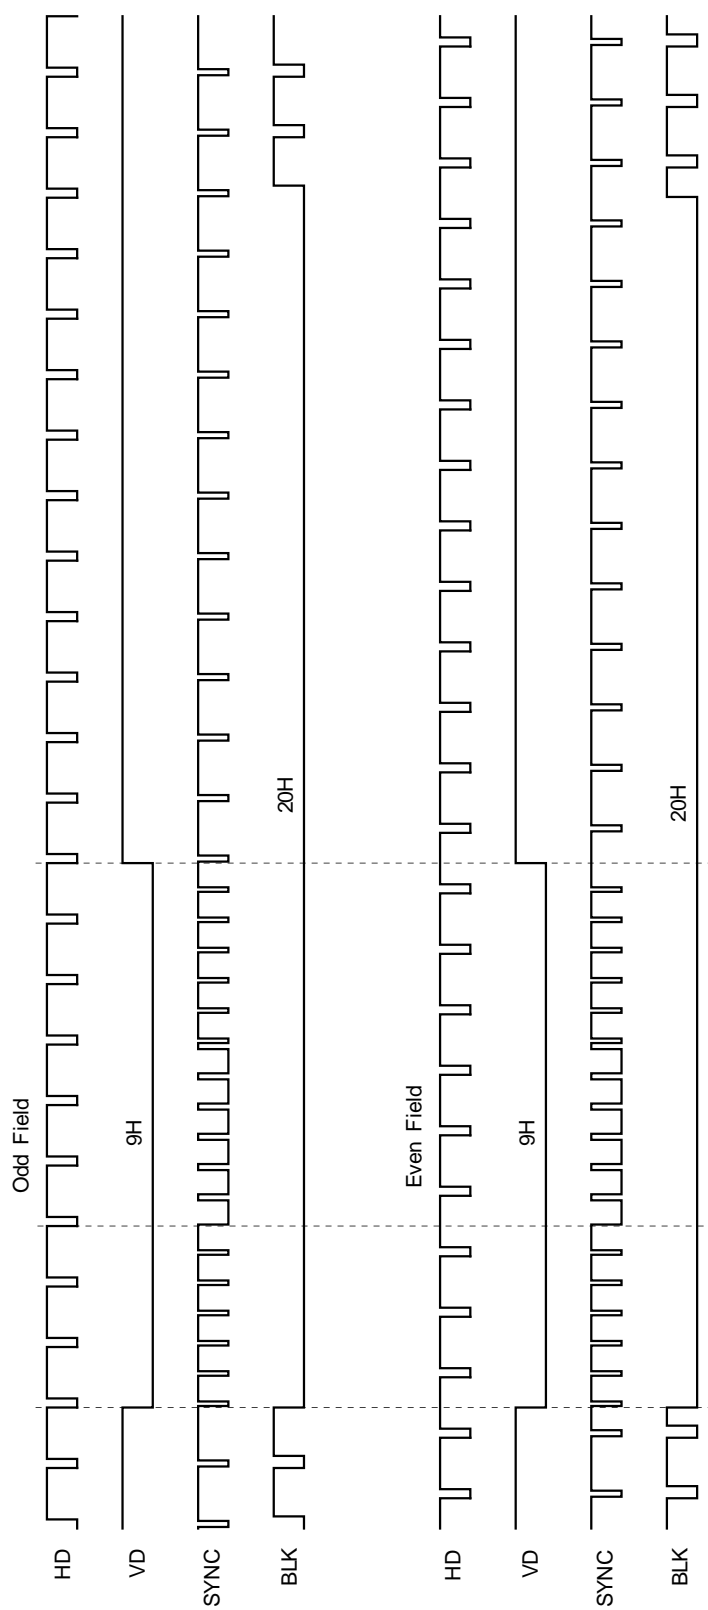 Odd Field
HD
VD
9H
SYNC
BLK
20H
Even Field
HD
VD
9H
SYNC
BLK
20H